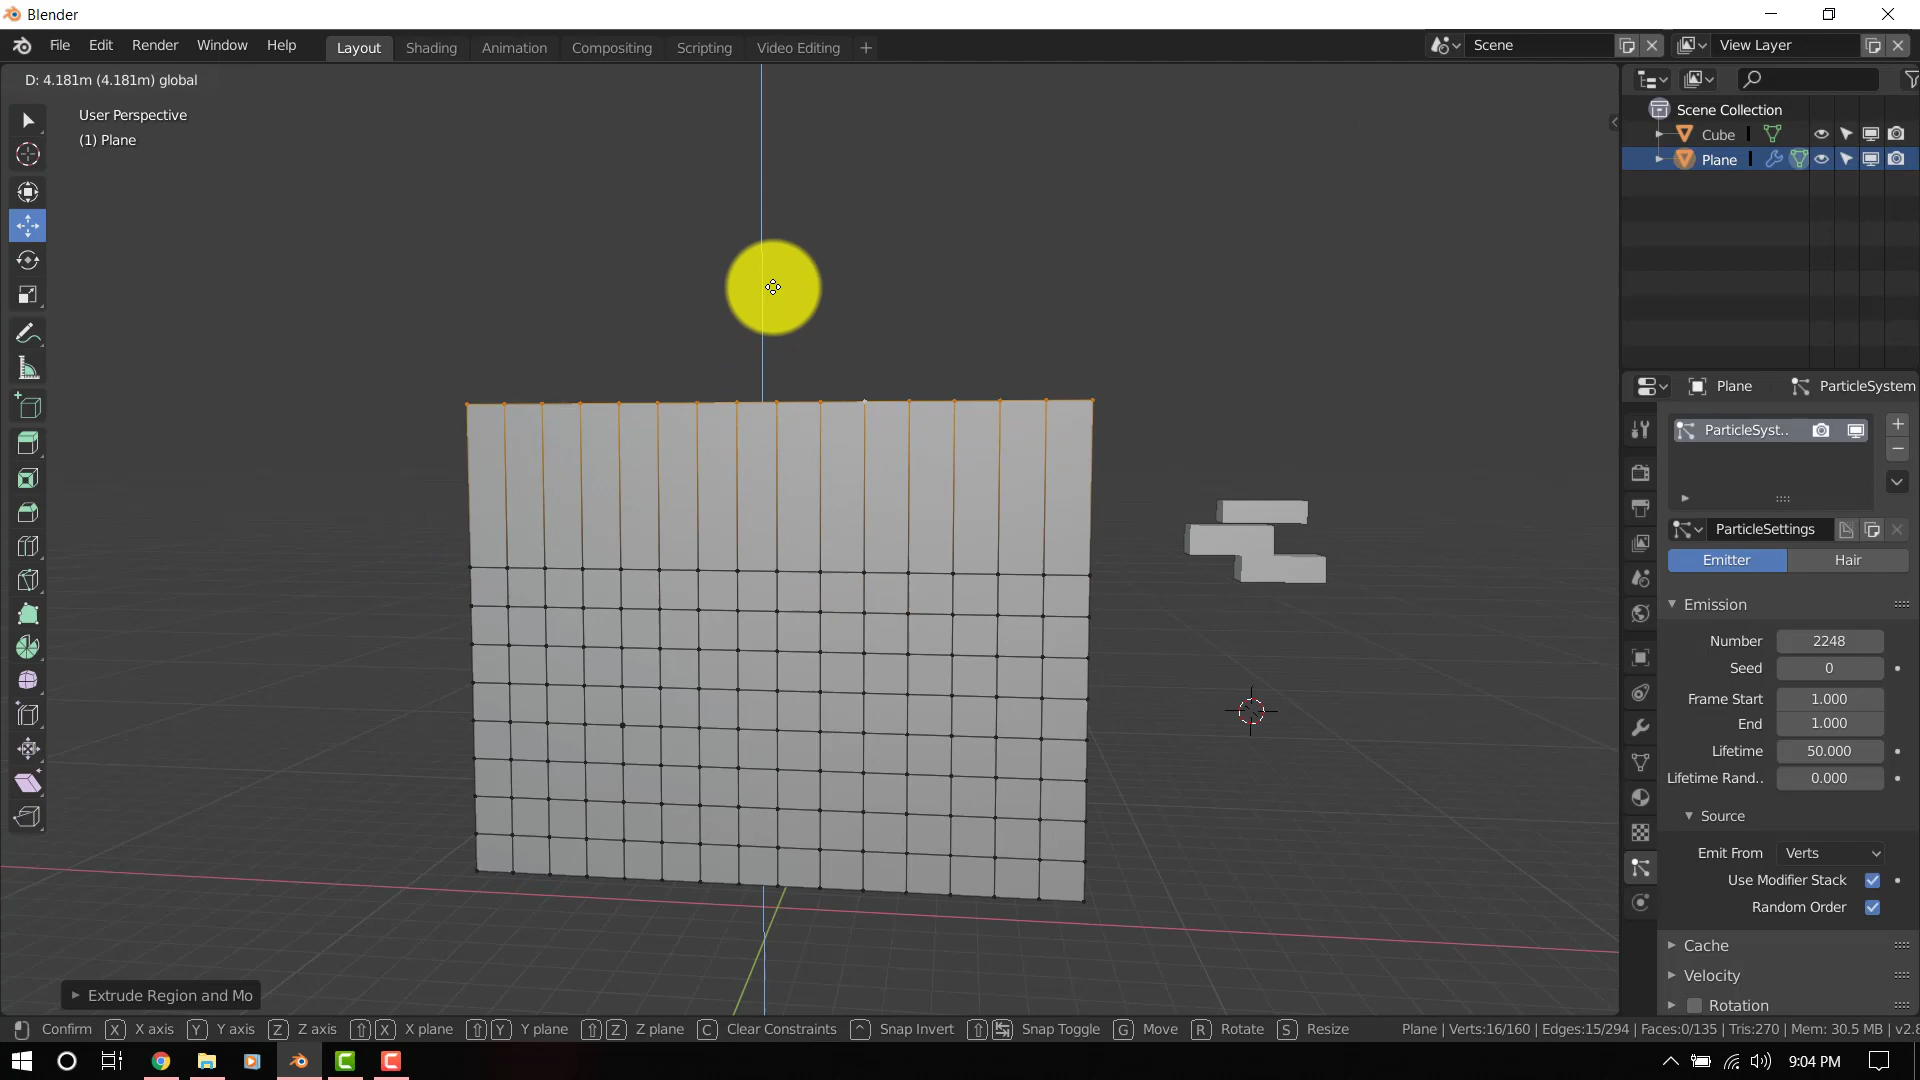 Blender
File Edit Render Window Help Layout Shading Animation Compositing Scripting Video Editing + Scene View Layer
D: 4.181m (4.181m) global
User Perspective
(1) Plane
Scene Collection
Cube
Plane
Plane ParticleSystem
ParticleSyst..
ParticleSettings
Emitter Hair
Emission
Number 2248
Seed 0
Frame Start 1.000
End 1.000
Lifetime 50.000
Lifetime Rand.. 0.000
Source
Emit From Verts
Use Modifier Stack
Random Order
Cache
Velocity
Rotation
Extrude Region and Mo
Confirm X X axis Y Y axis Z Z axis X X plane Y Y plane Z Z plane C Clear Constraints ^ Snap Invert Snap Toggle G Move R Rotate S Resize Plane | Verts:16/160 | Edges:15/294 | Faces:0/135 | Tris:270 | Mem: 30.5 MB | v2.8
9:04 PM